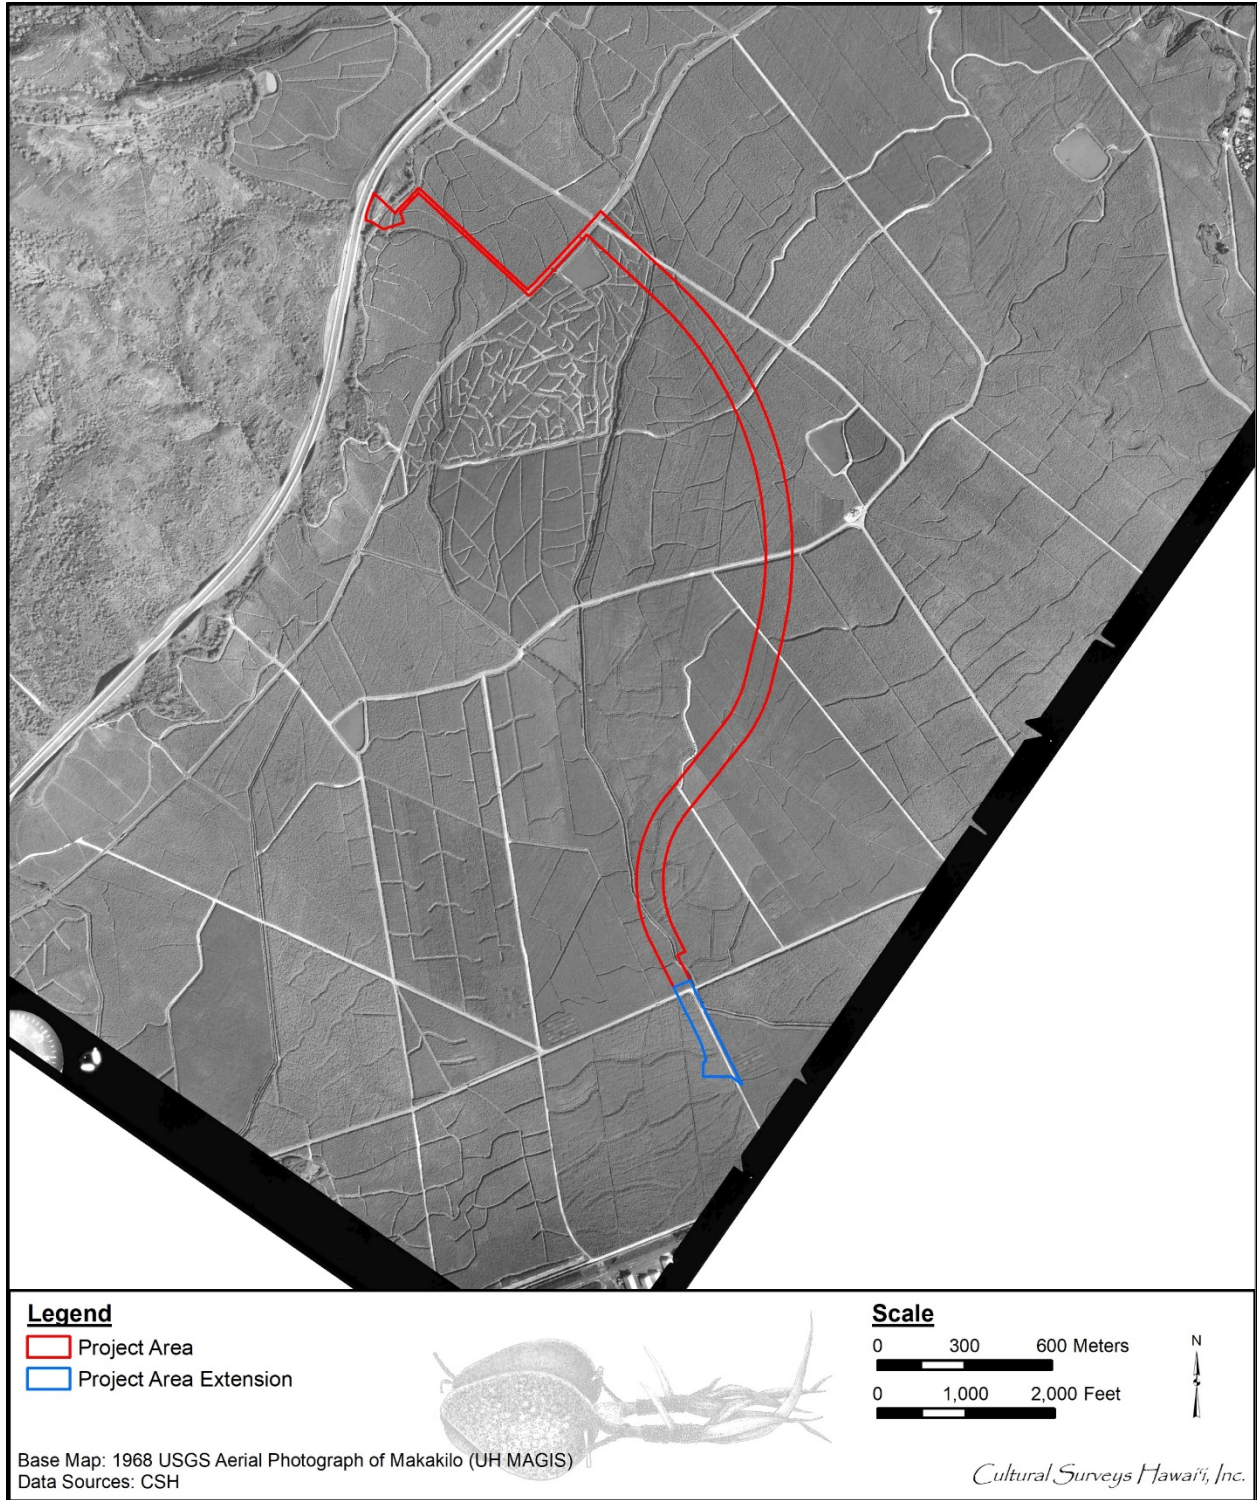 Legend
Project Area
Project Area Extension
Base Map: 1968 USGS Aerial Photograph of Makakilo (UH MAGIS)
Data Sources: CSH
Scale
0 300 600 Meters
0 1,000 2,000 Feet
N
Cultural Surveys Hawaiʻi, Inc.